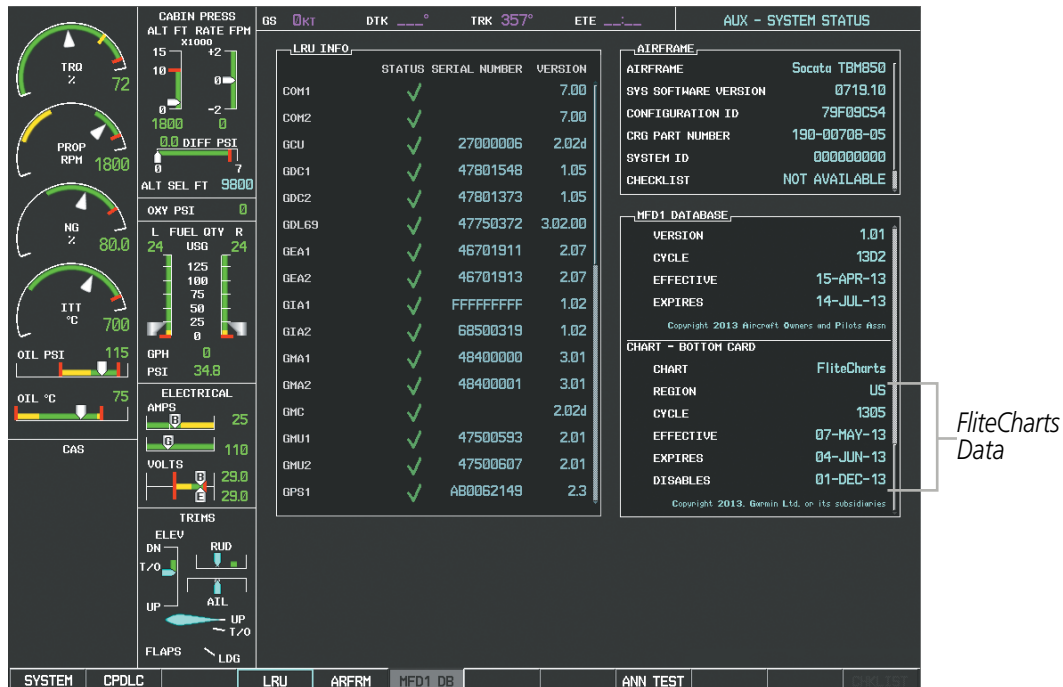 GS 0KT DTK ___° TRK 357° ETE __:__ AUX - SYSTEM STATUS
TRQ
%
72
PROP
RPM
1800
NG
%
80.0
ITT
°C
700
OIL PSI 115
OIL °C 75
CAS
CABIN PRESS
ALT FT RATE FPM
X1000
15 +2
10 0
0 -2
1800 0
0.0 DIFF PSI
0 7
ALT SEL FT 9800
OXY PSI 0
L FUEL QTY R
24 USG 24
125
100
75
50
25
0
GPH 0
PSI 34.8
ELECTRICAL
AMPS
B 25
G 110
VOLTS
B 29.0
E 29.0
TRIMS
ELEV
DN RUD
T/O
UP AIL
UP
T/O
FLAPS LDG
LRU INFO
STATUS SERIAL NUMBER VERSION
COM1 7.00
COM2 7.00
GCU 27000006 2.02d
GDC1 47801548 1.05
GDC2 47801373 1.05
GDL69 47750372 3.02.00
GEA1 46701911 2.07
GEA2 46701913 2.07
GIA1 FFFFFFFFF 1.02
GIA2 68500319 1.02
GMA1 48400000 3.01
GMA2 48400001 3.01
GMC 2.02d
GMU1 47500593 2.01
GMU2 47500607 2.01
GPS1 AB0062149 2.3
AIRFRAME
AIRFRAME Socata TBM850
SYS SOFTWARE VERSION 0719.10
CONFIGURATION ID 79F09C54
CRG PART NUMBER 190-00708-05
SYSTEM ID 000000000
CHECKLIST NOT AVAILABLE
MFD1 DATABASE
VERSION 1.01
CYCLE 13D2
EFFECTIVE 15-APR-13
EXPIRES 14-JUL-13
Copyright 2013 Aircraft Owners and Pilots Assn
CHART - BOTTOM CARD
CHART FliteCharts
REGION US
CYCLE 1305
EFFECTIVE 07-MAY-13
EXPIRES 04-JUN-13
DISABLES 01-DEC-13
Copyright 2013, Garmin Ltd. or its subsidiaries
FliteCharts
Data
SYSTEM CPDLC LRU ARFRM MFD1 DB ANN TEST CHKLIST